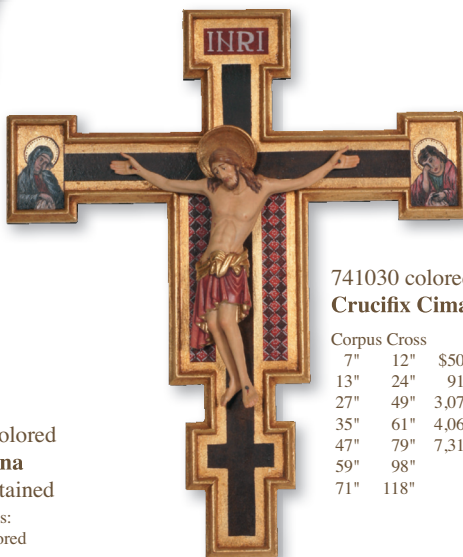 INRI
741030 colored
Crucifix Cima
Corpus Cross
7" 12" $50
13" 24" 91
27" 49" 3,07
35" 61" 4,06
47" 79" 7,31
59" 98"
71" 118"
olored
na
tained
s:
ored